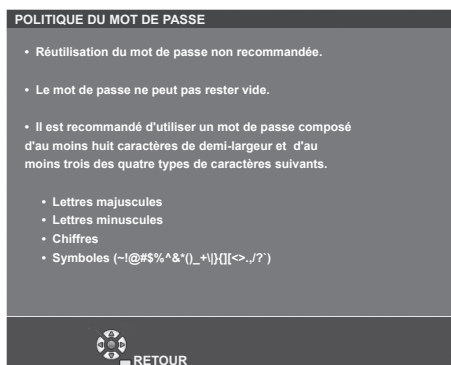 POLITIQUE DU MOT DE PASSE
• Réutilisation du mot de passe non recommandée.
• Le mot de passe ne peut pas rester vide.
• Il est recommandé d'utiliser un mot de passe composé
d'au moins huit caractères de demi-largeur et d'au
moins trois des quatre types de caractères suivants.
• Lettres majuscules
• Lettres minuscules
• Chiffres
• Symboles (~!@#$%^&*()_+\|}{][<>.,/?`)
RETOUR